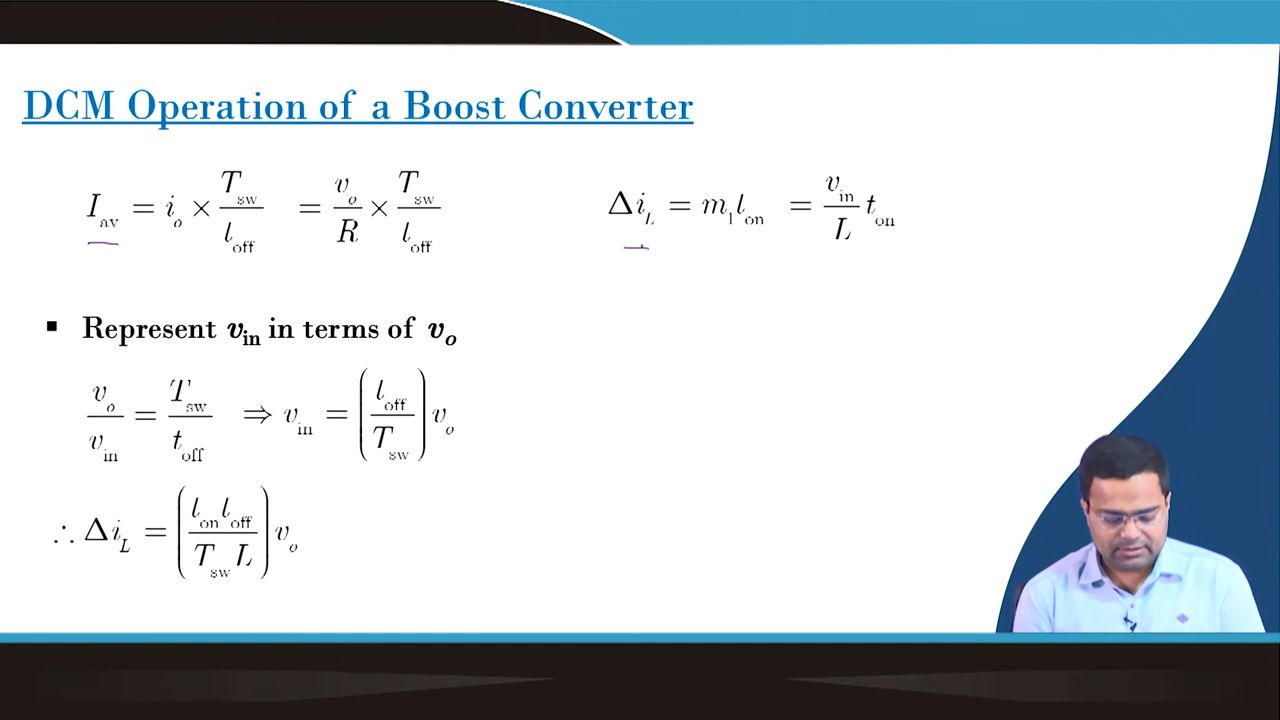 DCM Operation of a Boost Converter
I_av = i_o × T_sw / t_off = v_o / R × T_sw / t_off
Δi_L = m_1 t_on = v_in / L t_on
▪ Represent v_in in terms of v_o
v_o / v_in = T_sw / t_off ⇒ v_in = (t_off / T_sw) v_o
∴ Δi_L = (t_on t_off / T_sw L) v_o